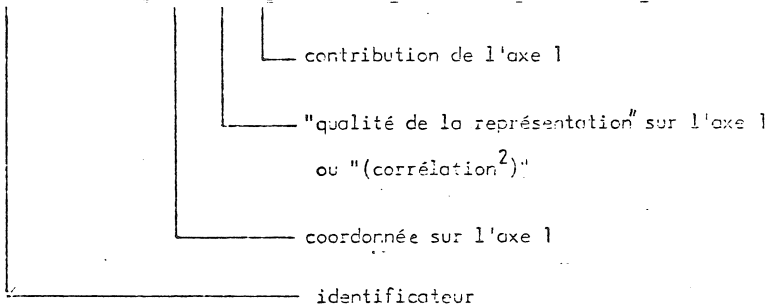 contribution de l'axe 1
"qualité de la représentation" sur l'axe 1
ou "(corrélation²)"
coordonnée sur l'axe 1
identificateur